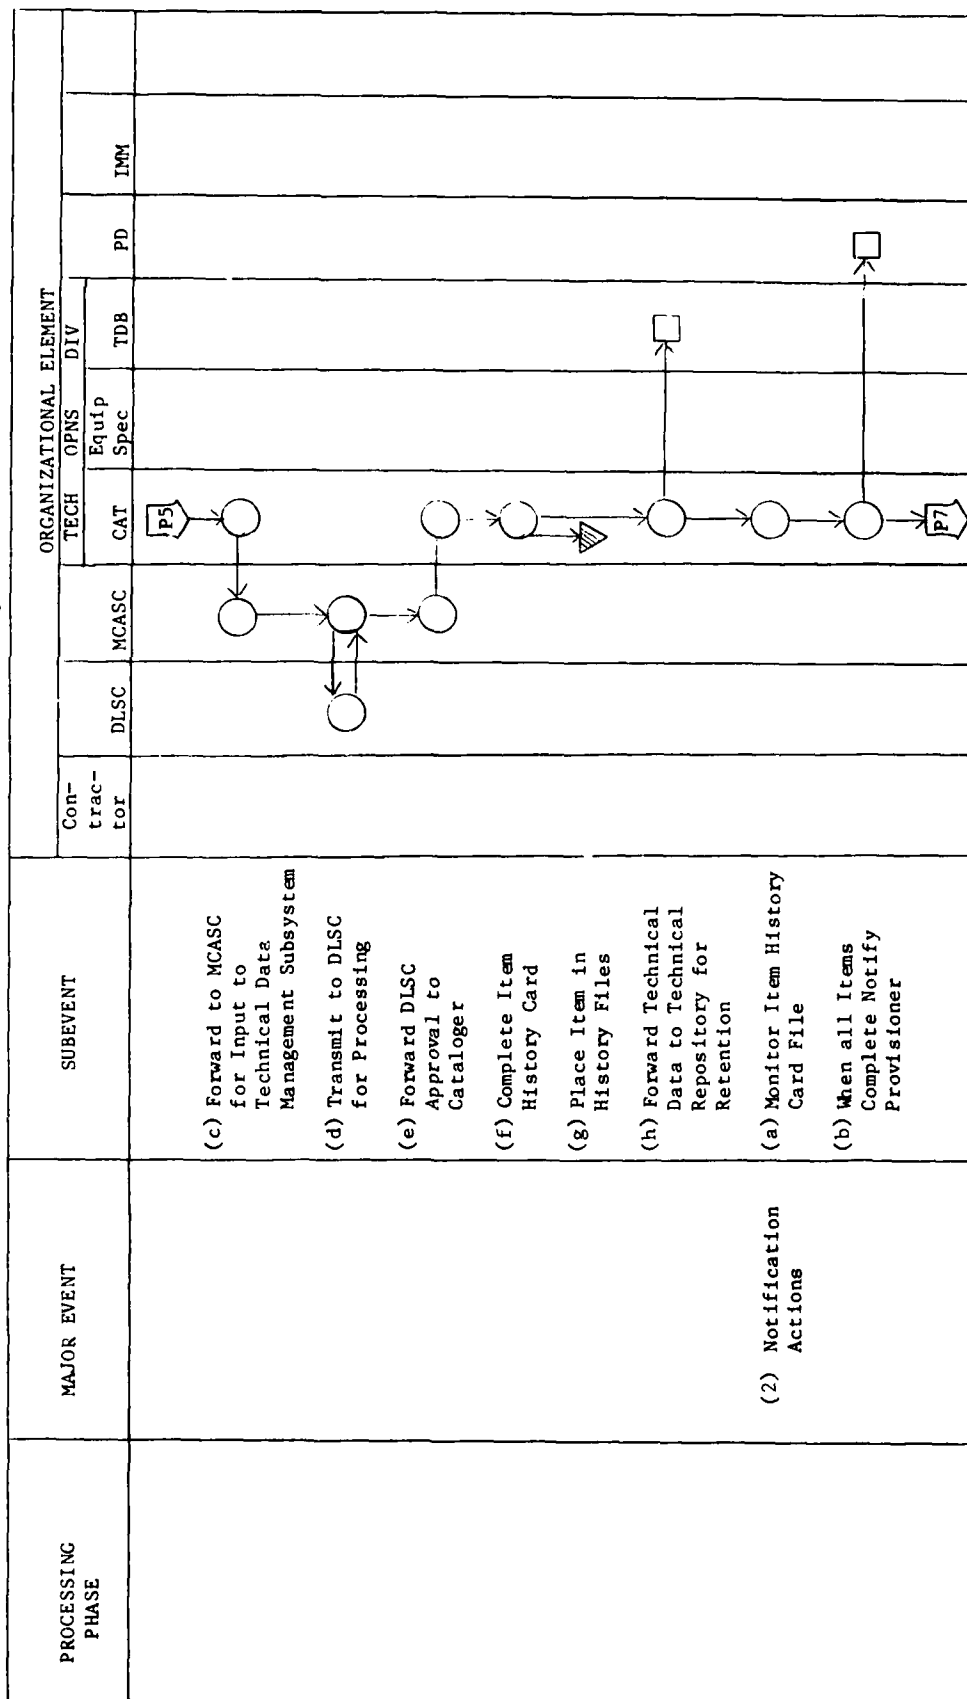 PROCESSING
PHASE
MAJOR EVENT
SUBEVENT
ORGANIZATIONAL ELEMENT
Con-
trac-
tor
DLSC
MCASC
TECH OPNS DIV
CAT
Equip
Spec
TDB
PD
IMM
P5
(c) Forward to MCASC
for Input to
Technical Data
Management Subsystem
(d) Transmit to DLSC
for Processing
(e) Forward DLSC
Approval to
Cataloger
(f) Complete Item
History Card
(g) Place Item in
History Files
(h) Forward Technical
Data to Technical
Repository for
Retention
(2) Notification
Actions
(a) Monitor Item History
Card File
(b) When all Items
Complete Notify
Provisioner
P7